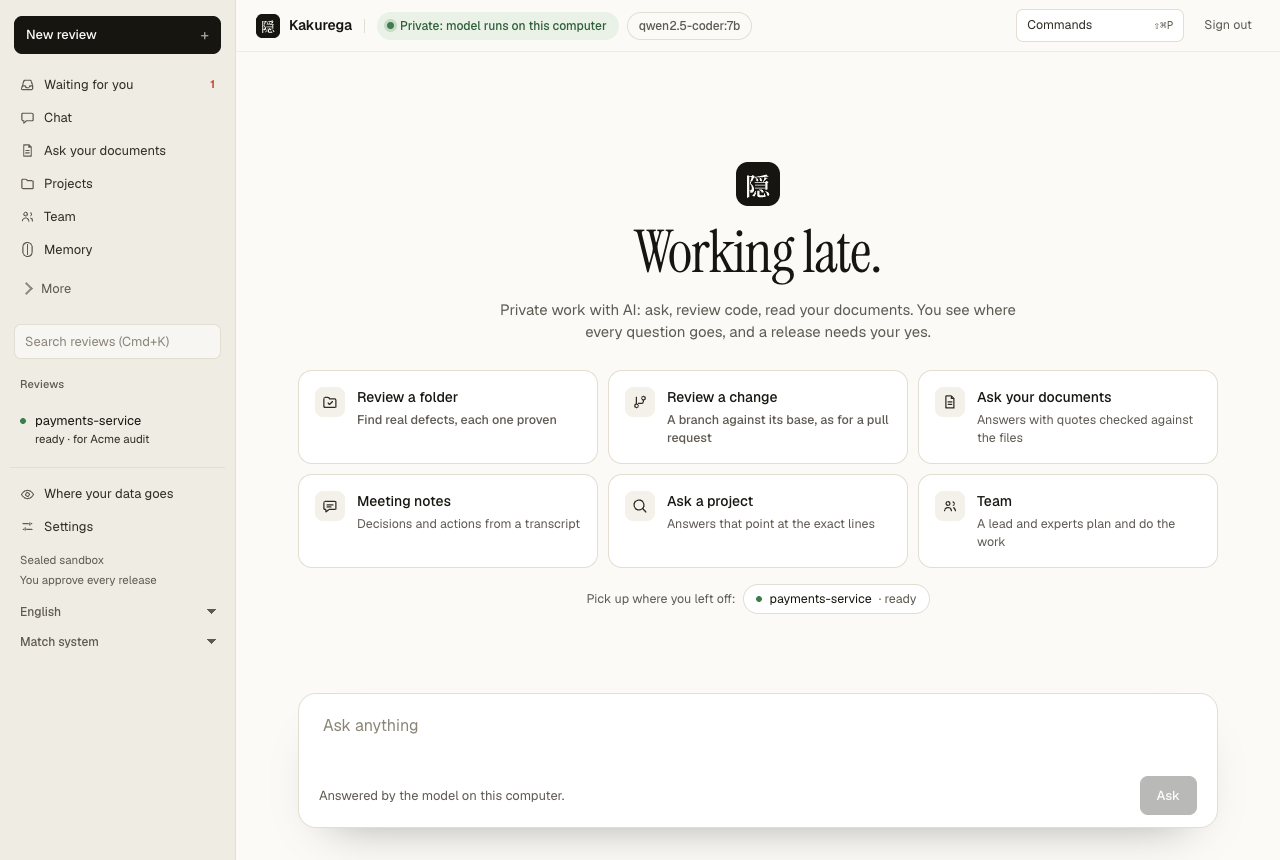 New review +
Waiting for you 1
Chat
Ask your documents
Projects
Team
Memory
More
Search reviews (Cmd+K)
Reviews
payments-service
ready · for Acme audit
Where your data goes
Settings
Sealed sandbox
You approve every release
English
Match system
隠 Kakurega
Private: model runs on this computer
qwen2.5-coder:7b
Commands ⇧⌘P
Sign out
隠
Working late.
Private work with AI: ask, review code, read your documents. You see where
every question goes, and a release needs your yes.
Review a folder
Find real defects, each one proven
Review a change
A branch against its base, as for a pull
request
Ask your documents
Answers with quotes checked against
the files
Meeting notes
Decisions and actions from a transcript
Ask a project
Answers that point at the exact lines
Team
A lead and experts plan and do the
work
Pick up where you left off: payments-service · ready
Ask anything
Answered by the model on this computer.
Ask